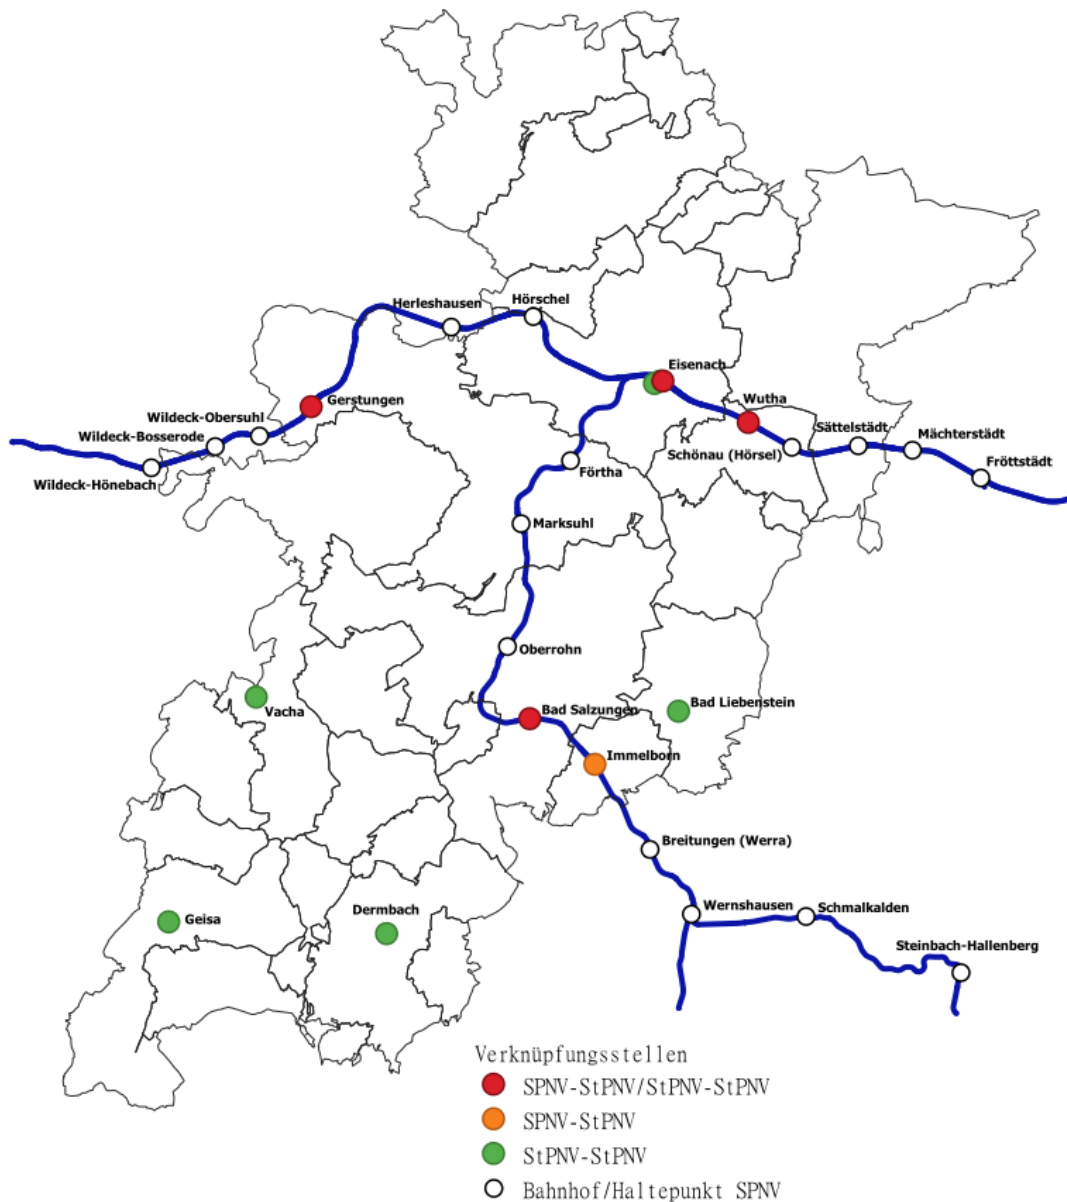 Herleshausen
Hörschel
Eisenach
Gerstungen
Wutha
Wildeck-Obersuhl
Sättelstädt
Wildeck-Bosserode
Mächterstädt
Schönau (Hörsel)
Fröttstädt
Förtha
Wildeck-Hönebach
Marksuhl
Oberrohn
Bad Liebenstein
Vacha
Bad Salzungen
Immelborn
Breitungen (Werra)
Wernshausen
Schmalkalden
Dermbach
Geisa
Steinbach-Hallenberg
Verknüpfungsstellen
SPNV-StPNV/StPNV-StPNV
SPNV-StPNV
StPNV-StPNV
Bahnhof/Haltepunkt SPNV